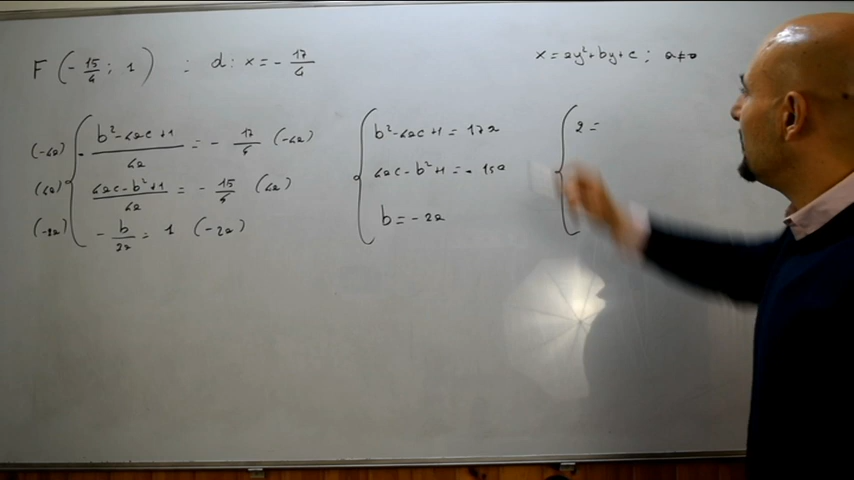 F (-15/4 ; 1) : d: x = -17/4
x = ay²+by+c ; a≠0
(-4a) -(b²-4ac+1)/4a = -17/4 (-4a)
(4a) (4ac-b²+1)/4a = -15/4 (4a)
(-2a) -b/2a = 1 (-2a)
b²-4ac+1 = 17a
4ac-b²+1 = -15a
b = -2a
2 =